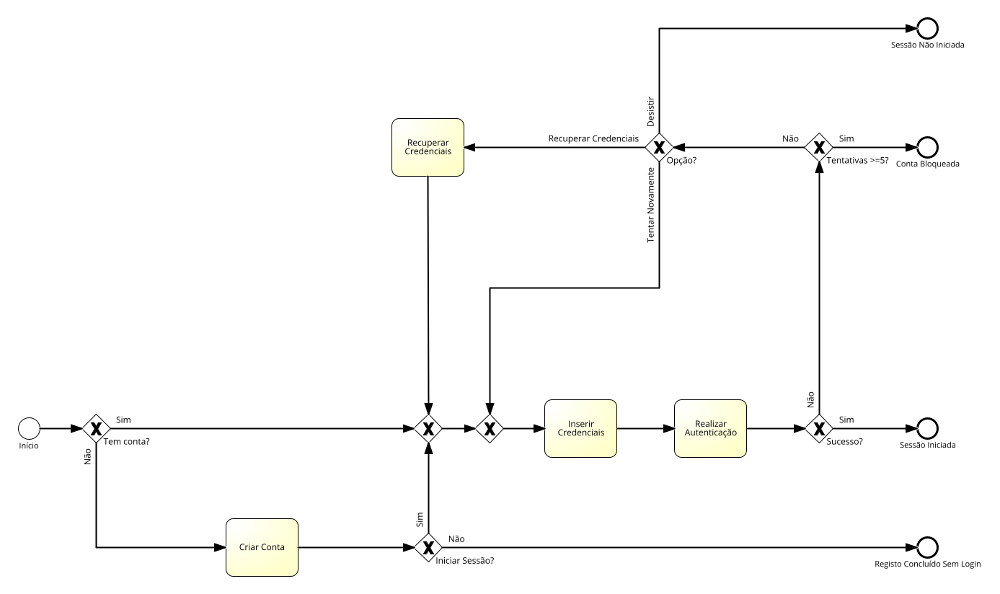 Sessão Não Iniciada
Desistir
Recuperar
Credenciais
Recuperar Credenciais
Opção?
Não
Sim
Tentativas >=5?
Conta Bloqueada
Tentar Novamente
Início
Sim
Tem conta?
Não
Inserir
Credenciais
Realizar
Autenticação
Não
Sim
Sucesso?
Sessão Iniciada
Criar Conta
Sim
Não
Iniciar Sessão?
Registo Concluído Sem Login